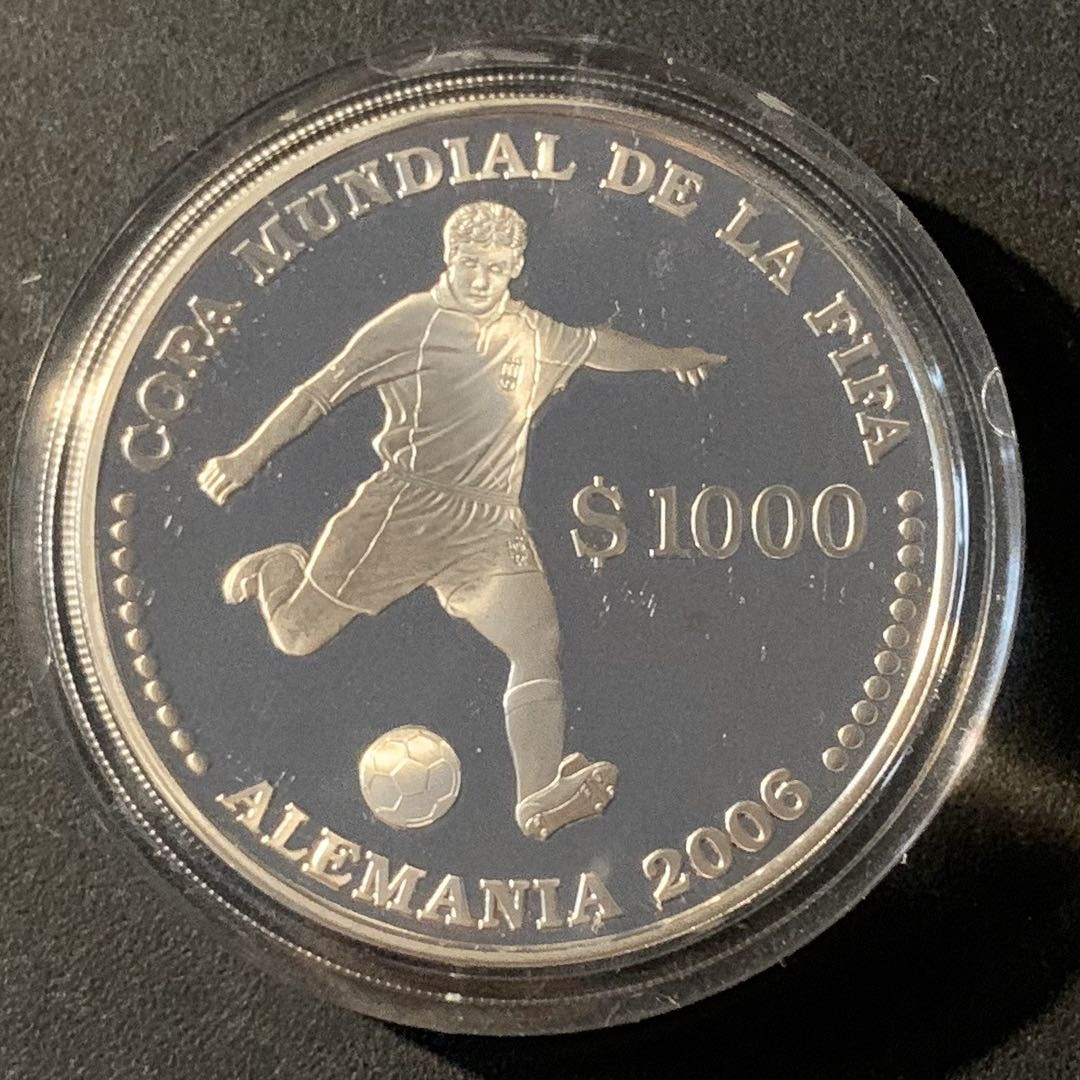 COPA MUNDIAL DE LA FIFA
$ 1000
ALEMANIA 2006